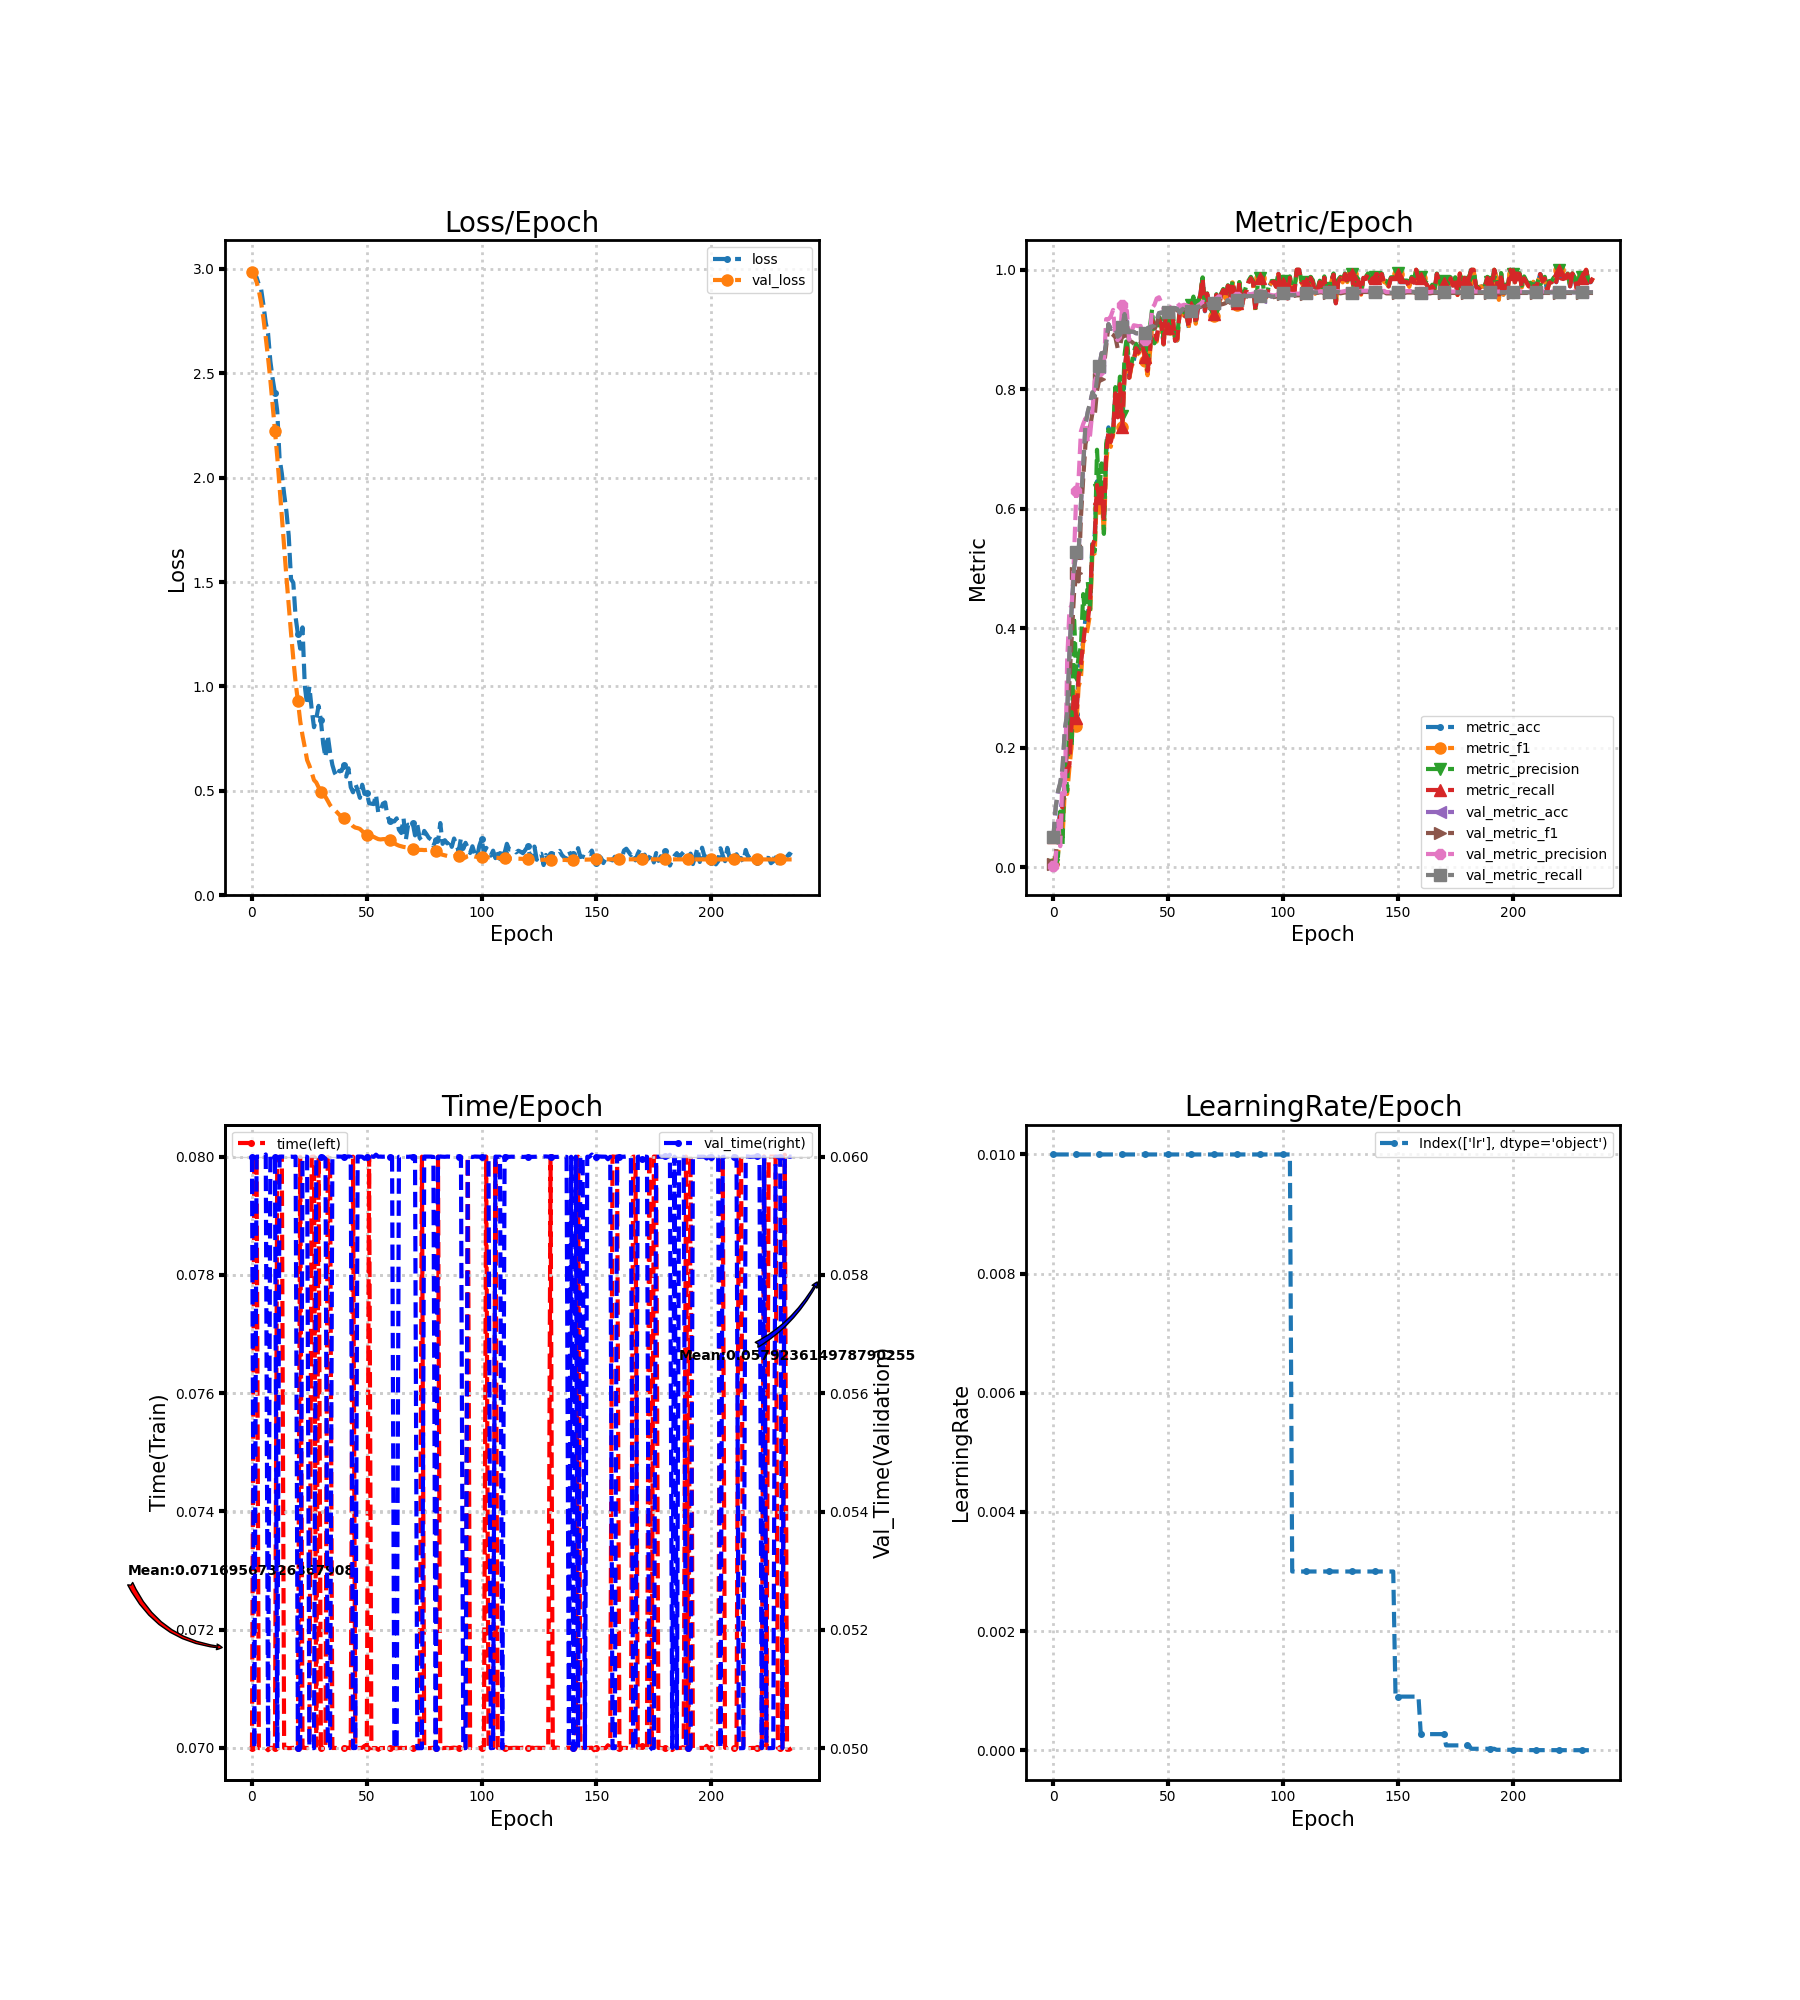 Loss/Epoch
3.0
2.5
2.0
1.5
1.0
0.5
0.0
Loss
loss
val_loss
0 50 100 150 200
Epoch
Metric/Epoch
1.0
0.8
0.6
0.4
0.2
0.0
Metric
metric_acc
metric_f1
metric_precision
metric_recall
val_metric_acc
val_metric_f1
val_metric_precision
val_metric_recall
0 50 100 150 200
Epoch
Time/Epoch
time(left)
val_time(right)
0.080
0.078
0.076
0.074
0.072
0.070
Time(Train)
0.060
0.058
0.056
0.054
0.052
0.050
Val_Time(Validation)
Mean:0.057923614978790255
0 50 100 150 200
Epoch
LearningRate/Epoch
Index(['lr'], dtype='object')
0.010
0.008
0.006
0.004
0.002
0.000
LearningRate
0 50 100 150 200
Epoch